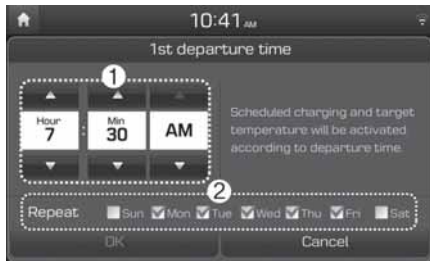 10:41 AM
1st departure time
1
Hour
7
:
Min
30
AM
Scheduled charging and target
temperature will be activated
according to departure time.
2
Repeat Sun Mon Tue Wed Thu Fri Sat
OK Cancel